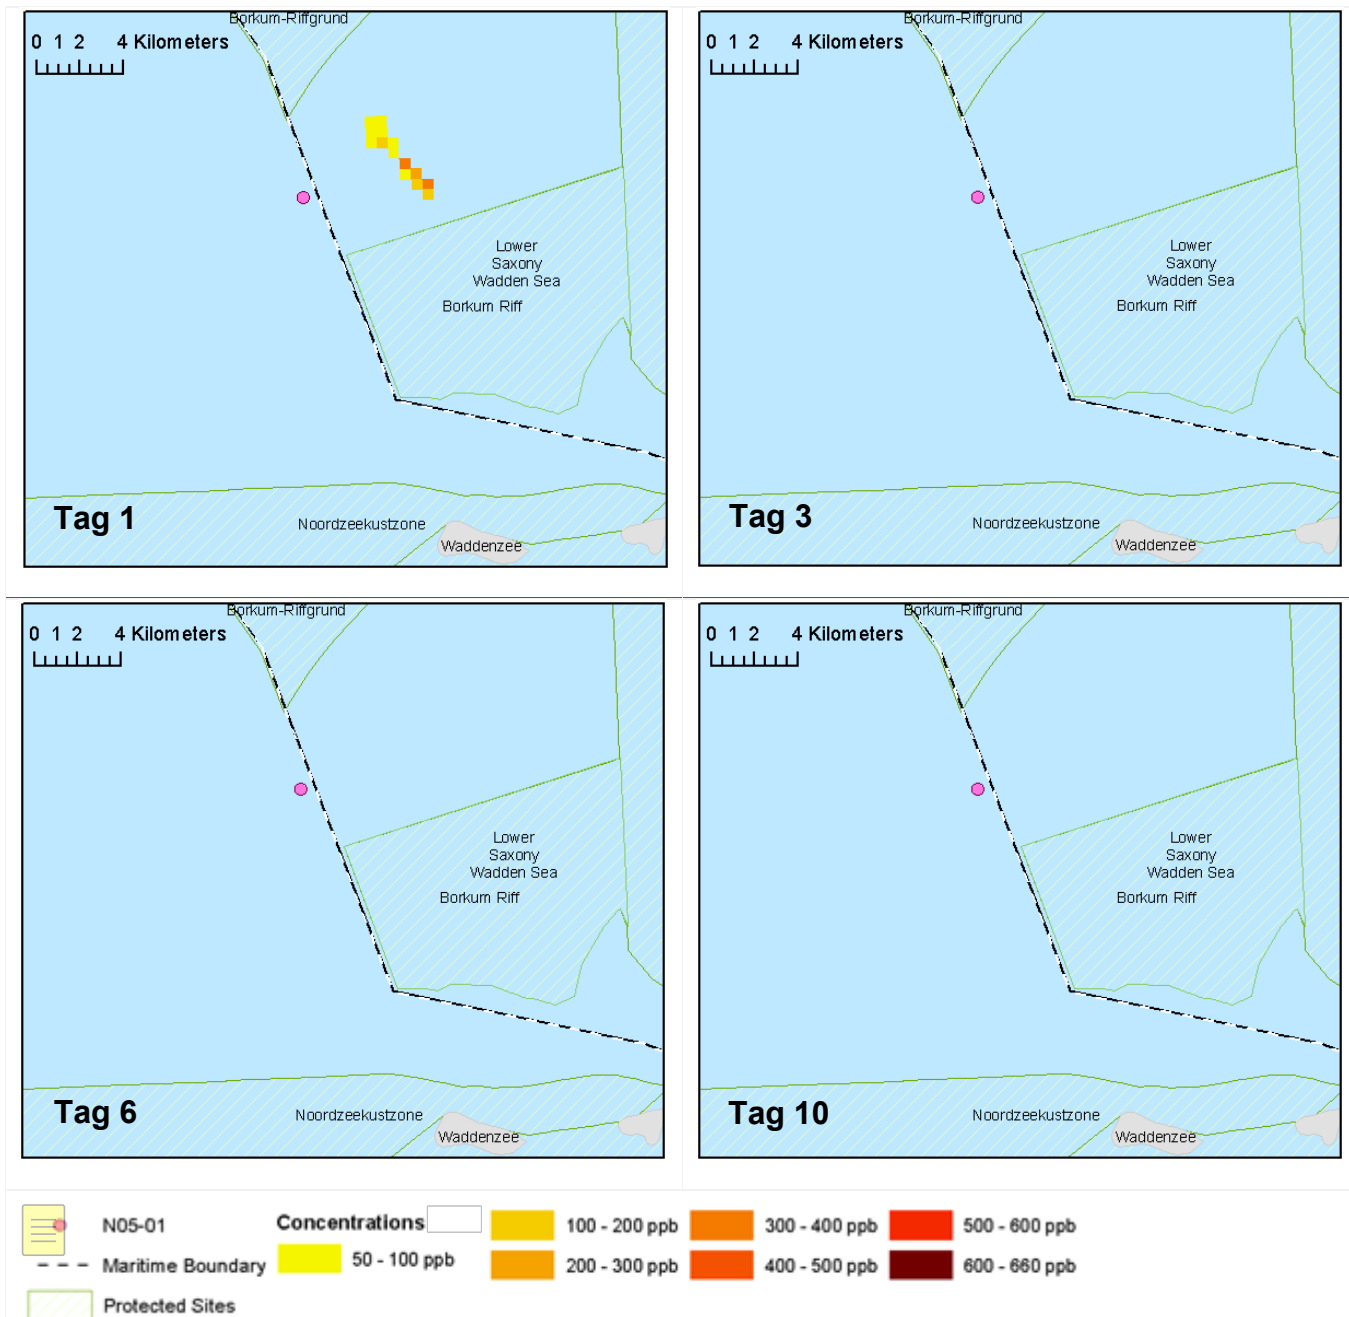 Borkum-Riffgrund
0 1 2 4 Kilometers
Lower
Saxony
Wadden Sea
Borkum Riff
Noordzeekustzone
Waddenzee
Tag 1
Borkum-Riffgrund
0 1 2 4 Kilometers
Lower
Saxony
Wadden Sea
Borkum Riff
Noordzeekustzone
Waddenzee
Tag 3
Borkum-Riffgrund
0 1 2 4 Kilometers
Lower
Saxony
Wadden Sea
Borkum Riff
Noordzeekustzone
Waddenzee
Tag 6
Borkum-Riffgrund
0 1 2 4 Kilometers
Lower
Saxony
Wadden Sea
Borkum Riff
Noordzeekustzone
Waddenzee
Tag 10
N05-01
Maritime Boundary
Protected Sites
Concentrations
50 - 100 ppb
100 - 200 ppb
200 - 300 ppb
300 - 400 ppb
400 - 500 ppb
500 - 600 ppb
600 - 660 ppb